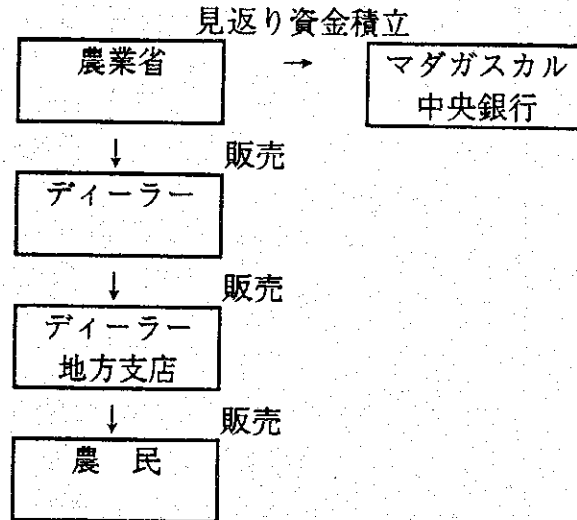 見返り資金積立
農業省 → マダガスカル
中央銀行
↓ 販売
ディーラー
↓ 販売
ディーラー
地方支店
↓ 販売
農 民